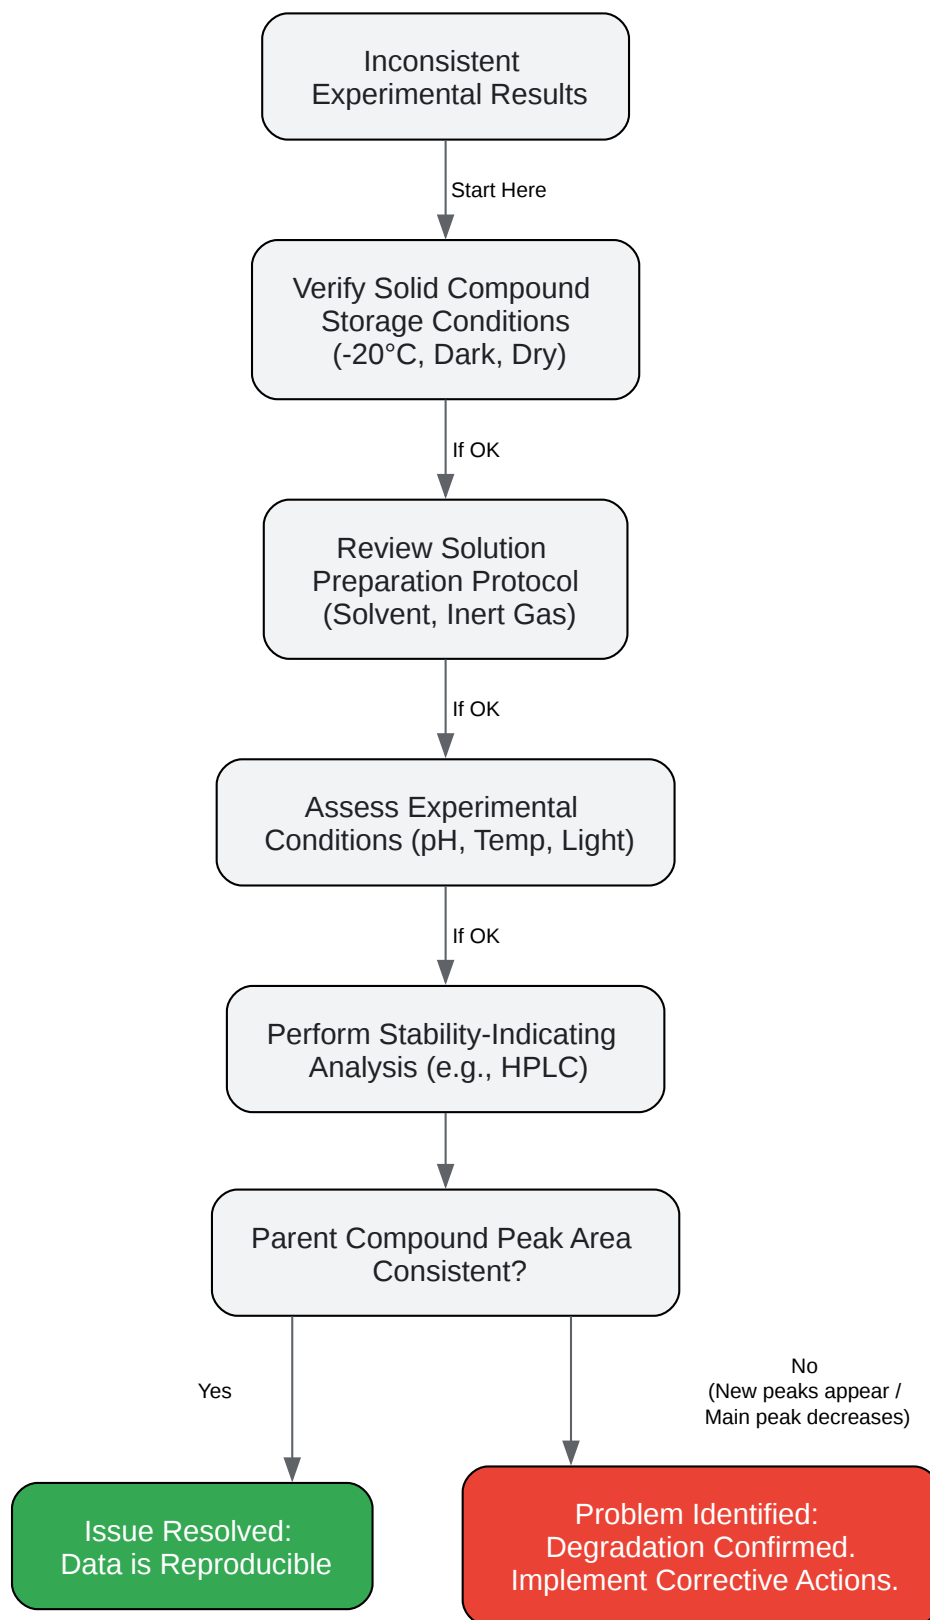 Inconsistent
Experimental Results
Start Here
Verify Solid Compound
Storage Conditions
(-20°C, Dark, Dry)
If OK
Review Solution
Preparation Protocol
(Solvent, Inert Gas)
If OK
Assess Experimental
Conditions (pH, Temp, Light)
If OK
Perform Stability-Indicating
Analysis (e.g., HPLC)
Parent Compound Peak Area
Consistent?
Yes
No
(New peaks appear /
Main peak decreases)
Issue Resolved:
Data is Reproducible
Problem Identified:
Degradation Confirmed.
Implement Corrective Actions.